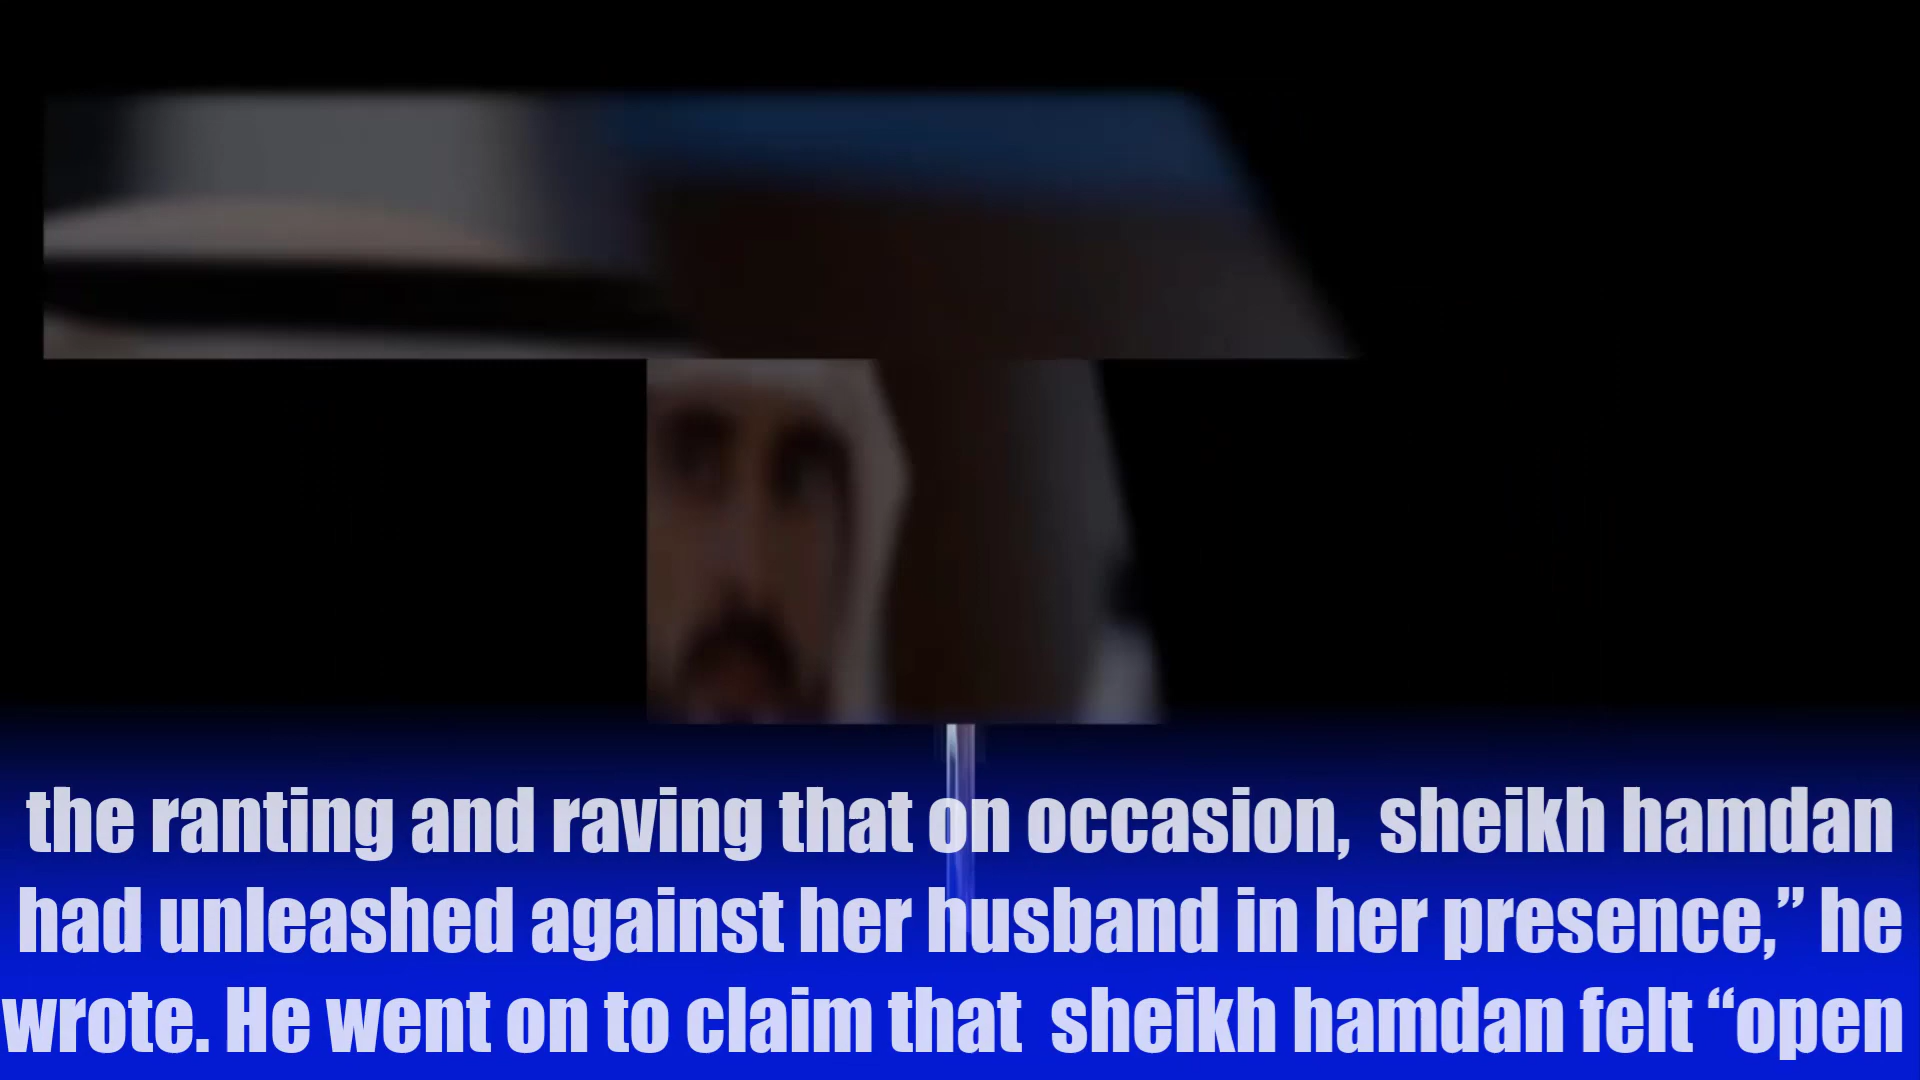 the ranting and raving that on occasion,  sheikh hamdan
had unleashed against her husband in her presence,” he
wrote. He went on to claim that  sheikh hamdan felt “open